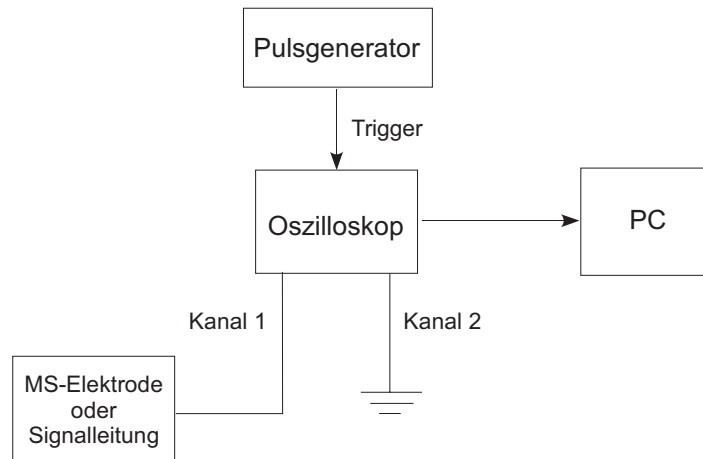 Pulsgenerator
Trigger
Oszilloskop
PC
Kanal 1
Kanal 2
MS-Elektrode
oder
Signalleitung